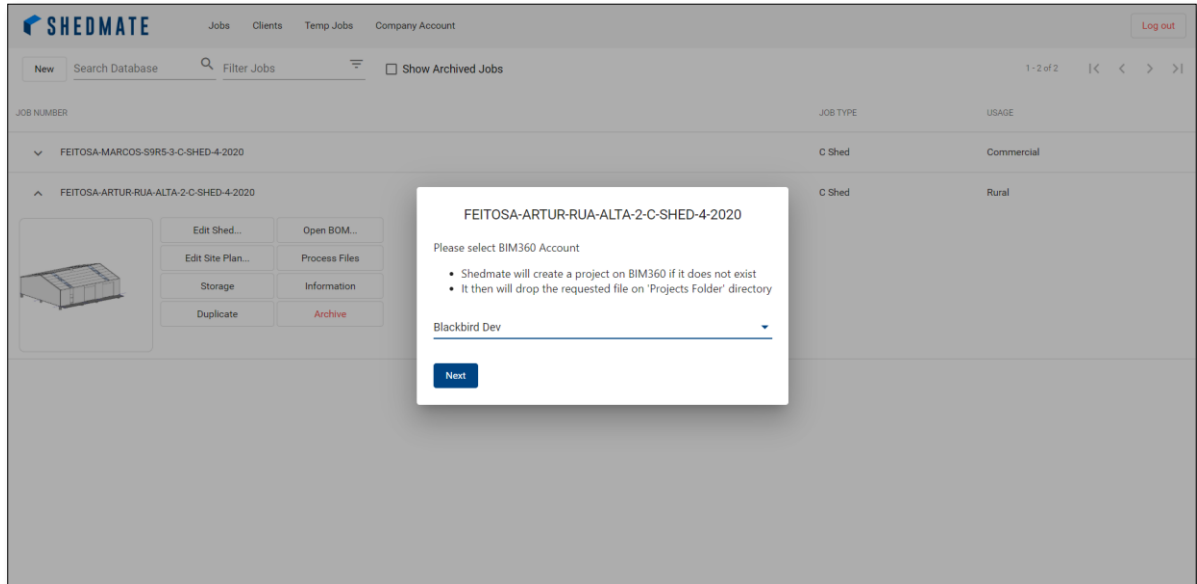 SHEDMATE Jobs Clients Temp Jobs Company Account Log out
New Search Database Filter Jobs Show Archived Jobs 1 - 2 of 2
JOB NUMBER JOB TYPE USAGE
FEITOSA-MARCOS-S9R5-3-C-SHED-4-2020 C Shed Commercial
FEITOSA-ARTUR-RUA-ALTA-2-C-SHED-4-2020 C Shed Rural
Edit Shed... Open BOM...
Edit Site Plan... Process Files
Storage Information
Duplicate Archive
FEITOSA-ARTUR-RUA-ALTA-2-C-SHED-4-2020
Please select BIM360 Account
• Shedmate will create a project on BIM360 if it does not exist
• It then will drop the requested file on 'Projects Folder' directory
Blackbird Dev
Next